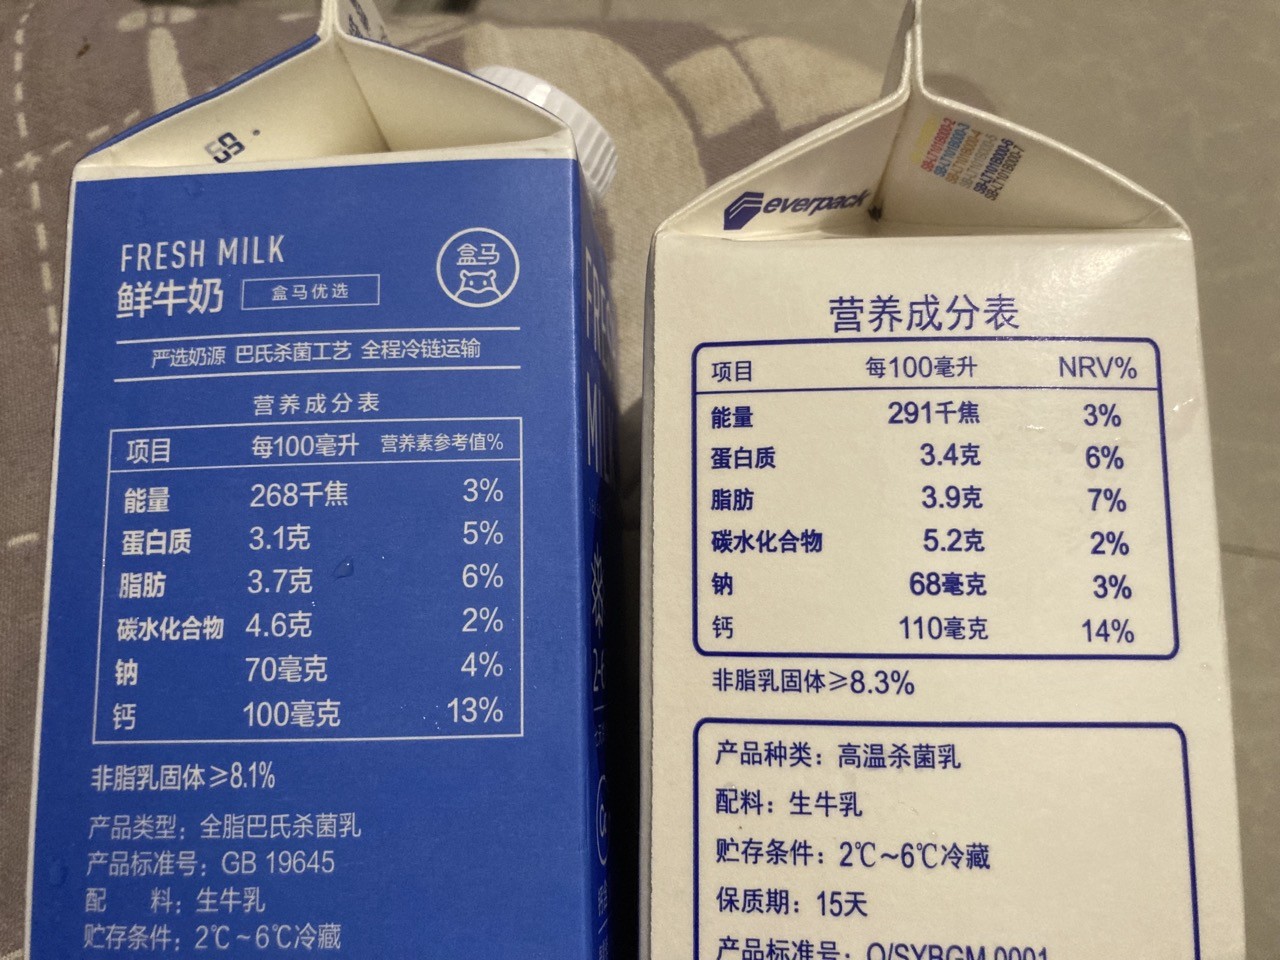 69
FRESH MILK
鲜牛奶
盒马优选
盒马
严选奶源 巴氏杀菌工艺 全程冷链运输
营养成分表
项目 每100毫升 营养素参考值%
能量 268千焦 3%
蛋白质 3.1克 5%
脂肪 3.7克 6%
碳水化合物 4.6克 2%
钠 70毫克 4%
钙 100毫克 13%
非脂乳固体≥8.1%
产品类型：全脂巴氏杀菌乳
产品标准号：GB 19645
配 料：生牛乳
贮存条件：2℃~6℃冷藏
everpack
营养成分表
项目 每100毫升 NRV%
能量 291千焦 3%
蛋白质 3.4克 6%
脂肪 3.9克 7%
碳水化合物 5.2克 2%
钠 68毫克 3%
钙 110毫克 14%
非脂乳固体≥8.3%
产品种类：高温杀菌乳
配料：生牛乳
贮存条件：2℃~6℃冷藏
保质期：15天
产品标准号：Q/SYBGM 0001